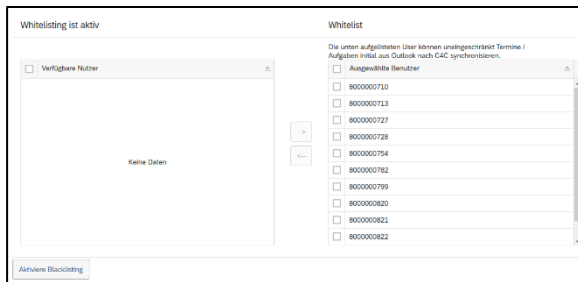 Whitelisting ist aktiv
Whitelist
Die unten aufgelisteten User können uneingeschränkt Termine /
Aufgaben initial aus Outlook nach C4C synchronisieren.
Verfügbare Nutzer
Ausgewählte Benutzer
8000000710
8000000713
8000000727
8000000728
8000000754
8000000782
8000000799
8000000820
8000000821
8000000822
-->
<--
Keine Daten
Aktiviere Blacklisting